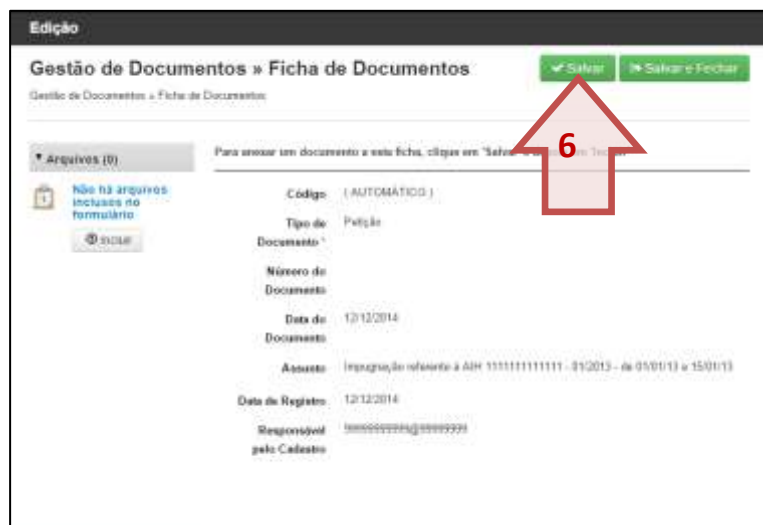 Edição
Gestão de Documentos » Ficha de Documentos
Salvar
Salvar e Fechar
Gestão de Documentos » Ficha de Documentos
6
Arquivos (0)
Para anexar um documento a esta ficha, clique em "Salvar"
Não há arquivos
inclusos no
formulário
Incluir
Código
( AUTOMÁTICO )
Tipo de
Documento *
Petição
Número do
Documento
Data do
Documento
12/12/2014
Assunto
Impugnação referente a AIH 1111111111111 - 01/2013 - de 01/01/13 a 15/01/13
Data de Registro
12/12/2014
Responsável
pelo Cadastro